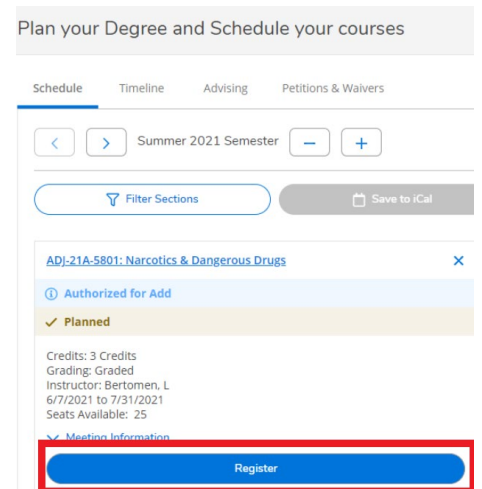 Plan your Degree and Schedule your courses
Schedule Timeline Advising Petitions & Waivers
Summer 2021 Semester
Filter Sections Save to iCal
ADJ-21A-5801: Narcotics & Dangerous Drugs
Authorized for Add
Planned
Credits: 3 Credits
Grading: Graded
Instructor: Bertomen, L
6/7/2021 to 7/31/2021
Seats Available: 25
Meeting Information
Register